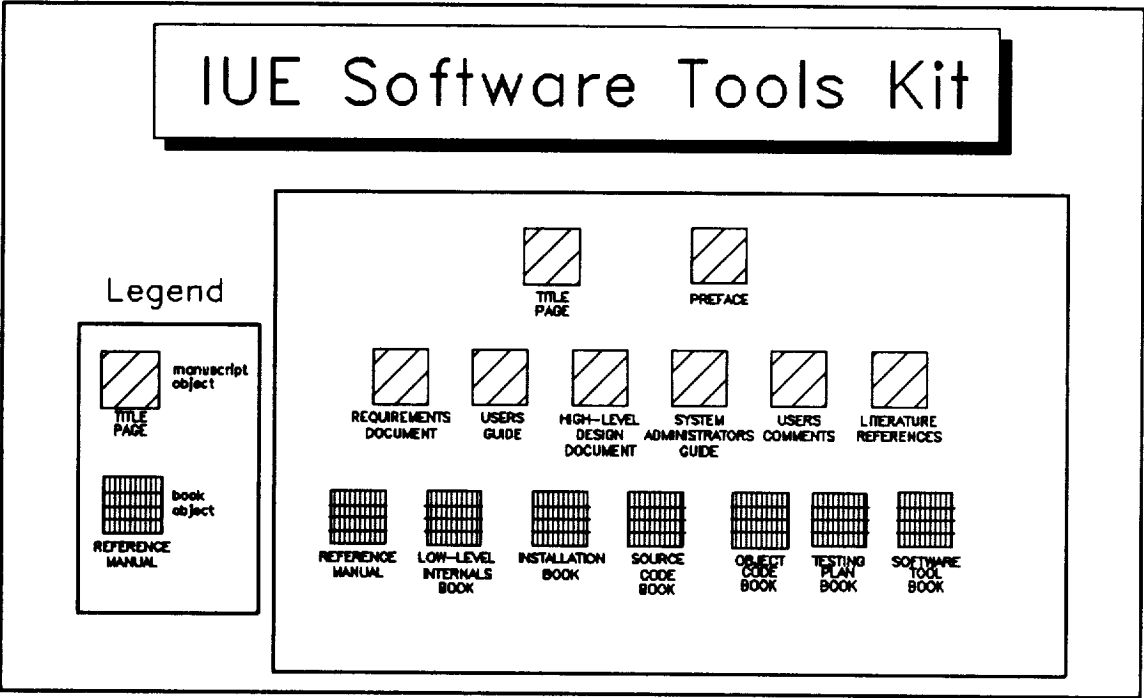 IUE Software Tools Kit
Legend
manuscript
object
TITLE
PAGE
book
object
REFERENCE
MANUAL
TITLE
PAGE
PREFACE
REQUIREMENTS
DOCUMENT
USERS
GUIDE
HIGH-LEVEL
DESIGN
DOCUMENT
SYSTEM
ADMINISTRATORS
GUIDE
USERS
COMMENTS
LITERATURE
REFERENCES
REFERENCE
MANUAL
LOW-LEVEL
INTERNALS
BOOK
INSTALLATION
BOOK
SOURCE
CODE
BOOK
OBJECT
CODE
BOOK
TESTING
PLAN
BOOK
SOFTWARE
TOOL
BOOK